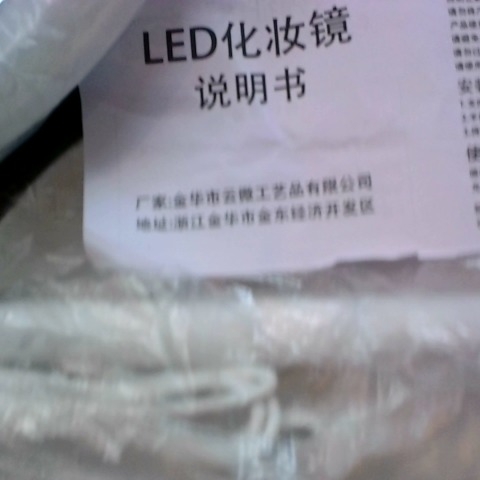 LED化妆镜
说明书
厂家:金华市云微工艺品有限公司
地址:浙江金华市金东经济开发区